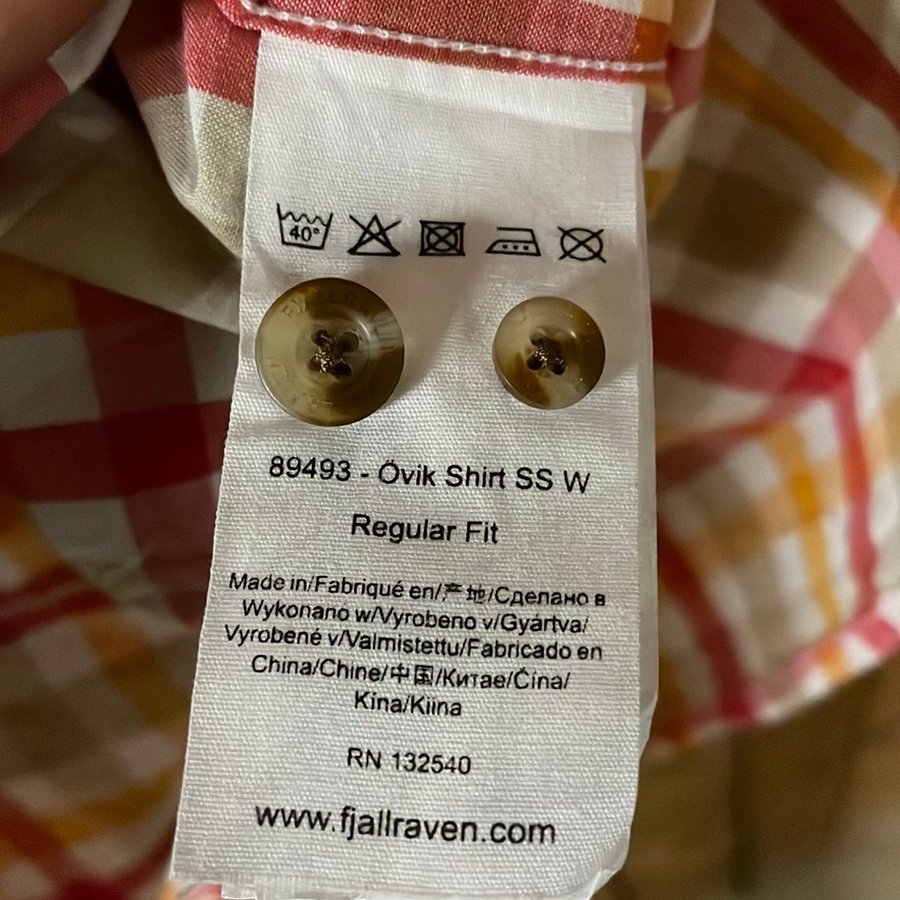 40°
89493 - Övik Shirt SS W
Regular Fit
Made in/Fabriqué en/产地/Сделано в
Wykonano w/Vyrobeno v/Gyártva/
Vyrobené v/Valmistettu/Fabricado en
China/Chine/中国/Китае/Čína/
Kína/Kiina
RN 132540
www.fjallraven.com